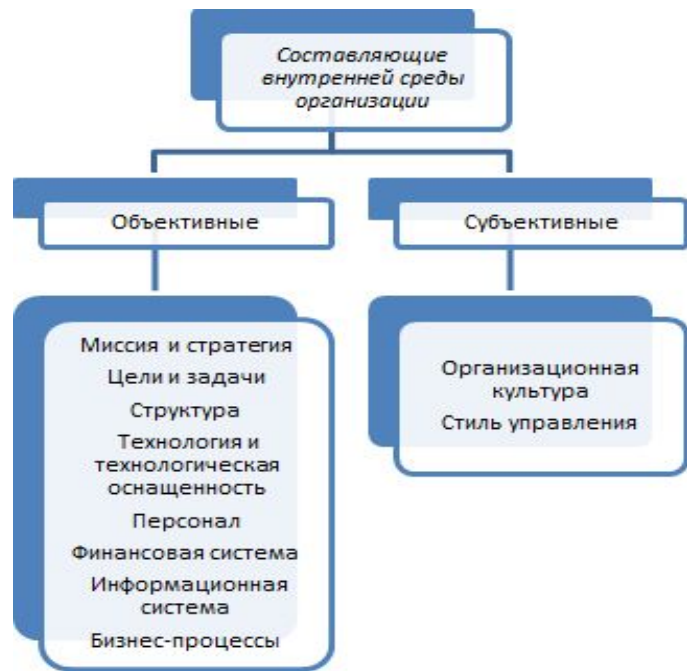 Составляющие
внутренней среды
организации
Объективные
Субъективные
Миссия и стратегия
Цели и задачи
Структура
Технология и
технологическая
оснащенность
Персонал
Финансовая система
Информационная
система
Бизнес-процессы
Организационная
культура
Стиль управления